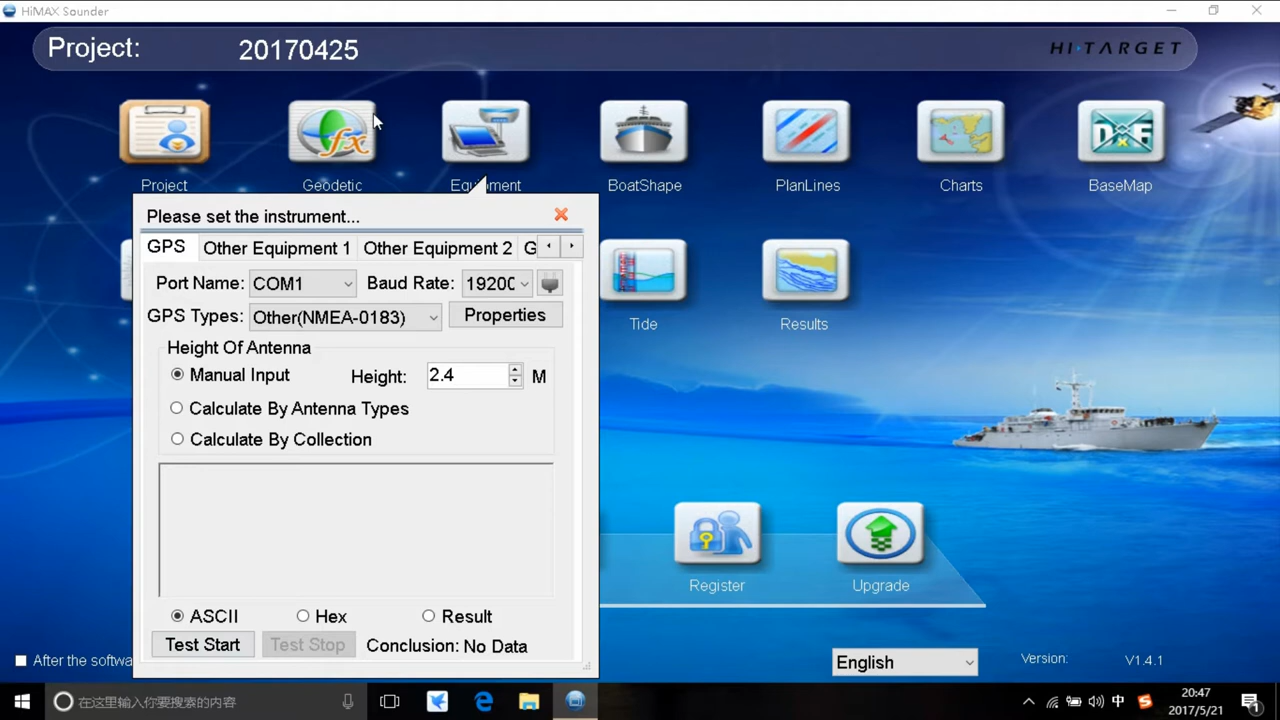 HiMAX Sounder
Project: 20170425 HI·TARGET
Project Geodetic Equipment BoatShape PlanLines Charts BaseMap
Please set the instrument...
GPS Other Equipment 1 Other Equipment 2 G
Port Name: COM1 Baud Rate: 19200
GPS Types: Other(NMEA-0183) Properties
Tide Results
Height Of Antenna
Manual Input Height: 2.4 M
Calculate By Antenna Types
Calculate By Collection
Register Upgrade
ASCII Hex Result
Test Start Test Stop Conclusion: No Data
After the softwa
English Version: V1.4.1
在这里输入你要搜索的内容
中
20:47
2017/5/21
1